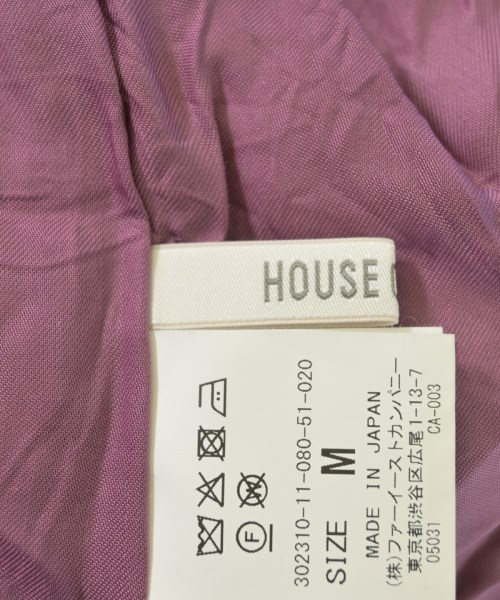 HOUSE
302310-11-080-51-020
SIZE M
MADE IN JAPAN
(株)ファーイーストカンパニー
東京都渋谷区広尾1-13-7
05031 CA-003
F